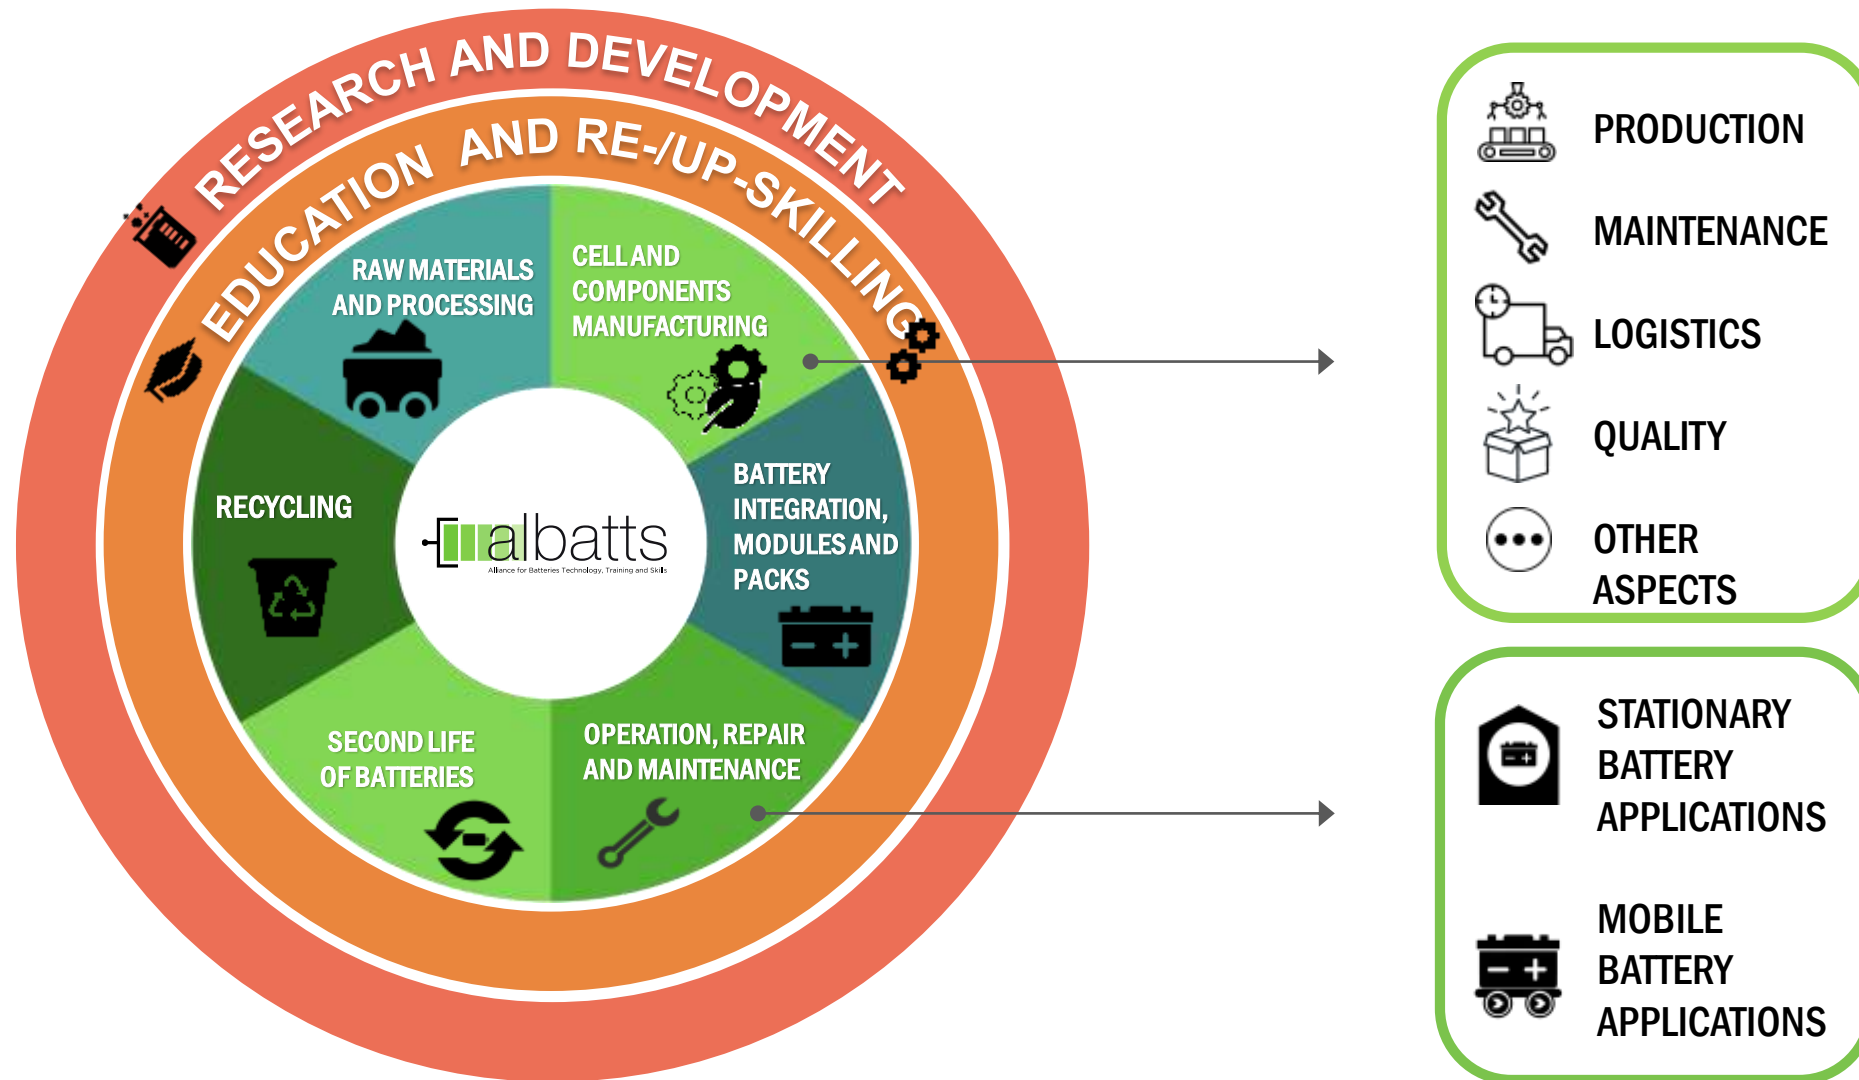 RESEARCH AND DEVELOPMENT
EDUCATION AND RE-/UP-SKILLING
RAW MATERIALS
AND PROCESSING
CELL AND
COMPONENTS
MANUFACTURING
BATTERY
INTEGRATION,
MODULES AND
PACKS
OPERATION, REPAIR
AND MAINTENANCE
SECOND LIFE
OF BATTERIES
RECYCLING
albatts
Alliance for Batteries Technology, Training and Skills
PRODUCTION
MAINTENANCE
LOGISTICS
QUALITY
OTHER
ASPECTS
STATIONARY
BATTERY
APPLICATIONS
MOBILE
BATTERY
APPLICATIONS